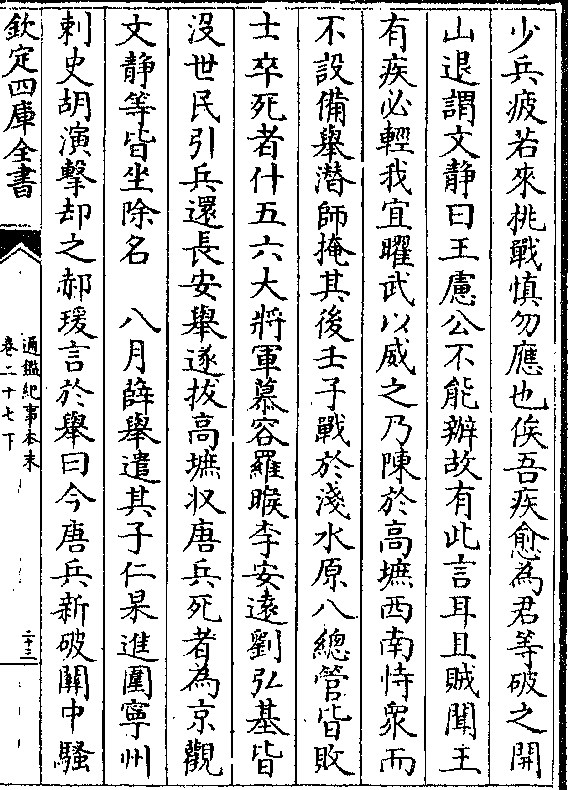 少兵疲若來挑戰慎勿應也俟吾疾愈為君等破之開
山退謂文靜曰王慮公不能辦故有此言耳且賊聞王
有疾必輕我宜曜武以威之乃陳於高墌西南恃衆而
不設備舉潛師掩其後壬子戰於淺水原八總管皆敗
士卒死者什五六大將軍慕容羅睺李安遠劉弘基皆
沒世民引兵還長安舉遂拔高墌收唐兵死者為京觀
文靜等皆坐除名　八月薛舉遣其子仁杲進圍寧州
刺史胡演擊却之郝瑗言於舉曰今唐兵新破關中騷
欽定四庫全書
通鑑紀事本末
卷二十七下
二十三